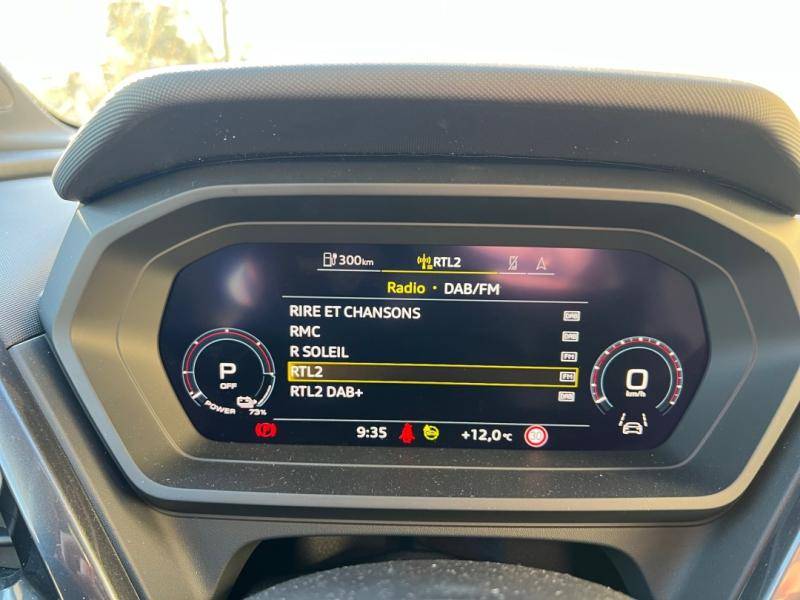 300km RTL2
Radio • DAB/FM
RIRE ET CHANSONS DAB
RMC DAB
R SOLEIL FM
RTL2 FM
RTL2 DAB+ DAB
P
OFF
POWER 73%
0
km/h
(P) 9:35 +12,0°C 30